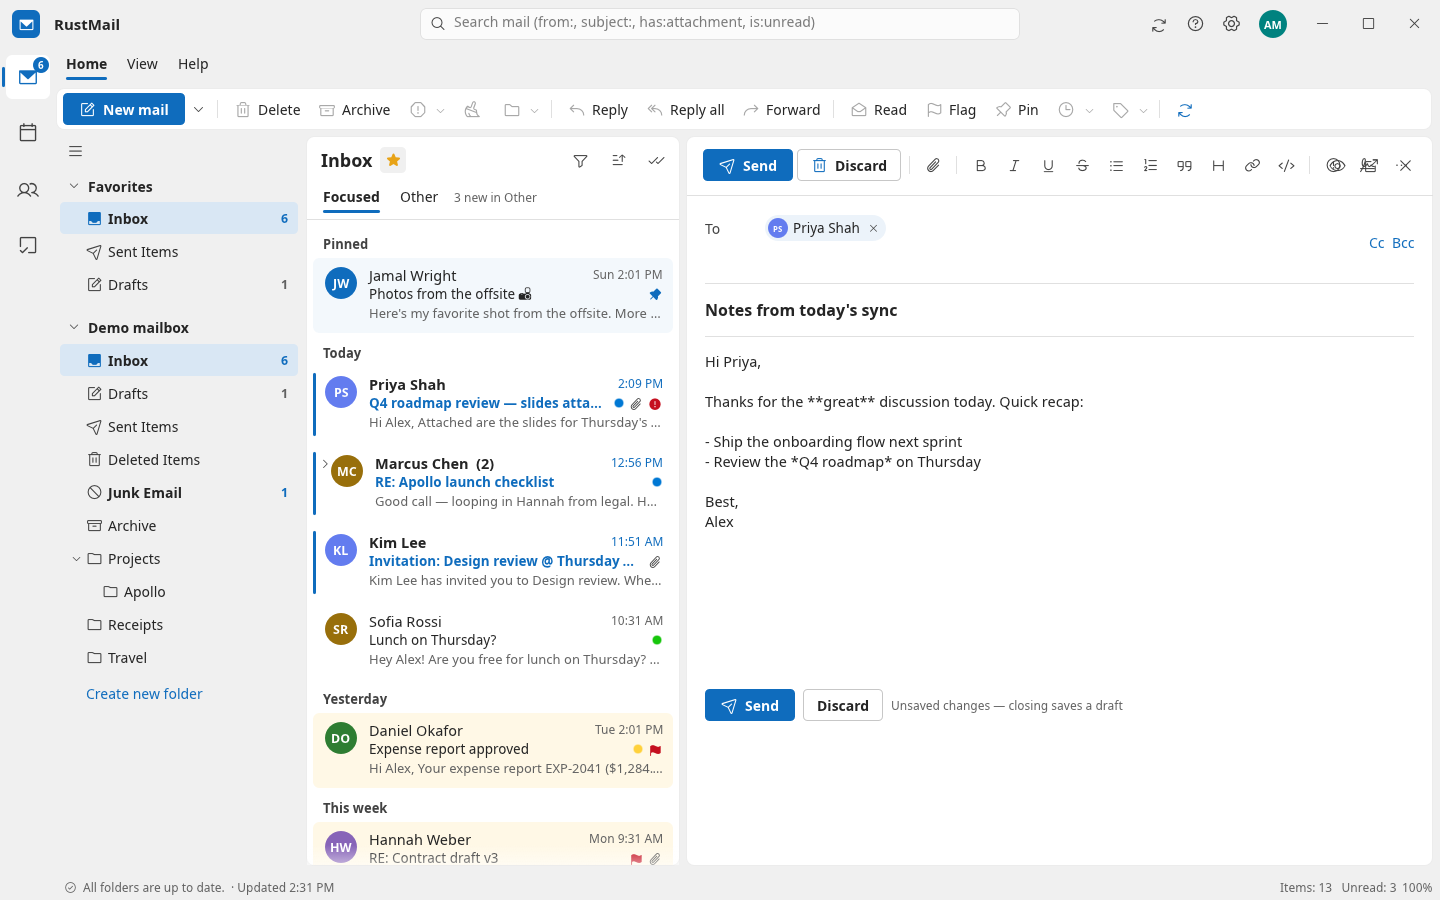 RustMail
Search mail (from:, subject:, has:attachment, is:unread)
AM
6
Home View Help
New mail Delete Archive Reply Reply all Forward Read Flag Pin
Favorites
Inbox 6
Sent Items
Drafts 1
Demo mailbox
Inbox 6
Drafts 1
Sent Items
Deleted Items
Junk Email 1
Archive
Projects
Apollo
Receipts
Travel
Create new folder
Inbox
Focused Other 3 new in Other
Pinned
JW
Jamal Wright Sun 2:01 PM
Photos from the offsite
Here's my favorite shot from the offsite. More ...
Today
PS
Priya Shah 2:09 PM
Q4 roadmap review — slides atta...
Hi Alex, Attached are the slides for Thursday's ...
MC
Marcus Chen (2) 12:56 PM
RE: Apollo launch checklist
Good call — looping in Hannah from legal. H...
KL
Kim Lee 11:51 AM
Invitation: Design review @ Thursday ...
Kim Lee has invited you to Design review. Whe...
SR
Sofia Rossi 10:31 AM
Lunch on Thursday?
Hey Alex! Are you free for lunch on Thursday? ...
Yesterday
DO
Daniel Okafor Tue 2:01 PM
Expense report approved
Hi Alex, Your expense report EXP-2041 ($1,284....
This week
HW
Hannah Weber Mon 9:31 AM
RE: Contract draft v3
Send Discard B I U S H
To PS Priya Shah
Cc Bcc
Notes from today's sync
Hi Priya,
Thanks for the **great** discussion today. Quick recap:
- Ship the onboarding flow next sprint
- Review the *Q4 roadmap* on Thursday
Best,
Alex
Send Discard Unsaved changes — closing saves a draft
All folders are up to date. · Updated 2:31 PM
Items: 13 Unread: 3 100%